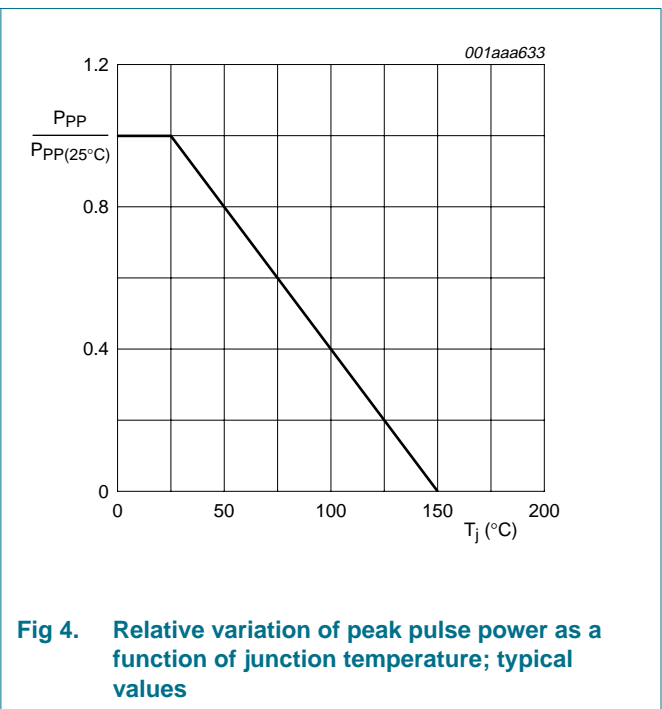 001aaa633
1.2
PPP
PPP(25°C)
0.8
0.4
0
0 50 100 150 200
Tj (°C)
Fig 4. Relative variation of peak pulse power as a
function of junction temperature; typical
values